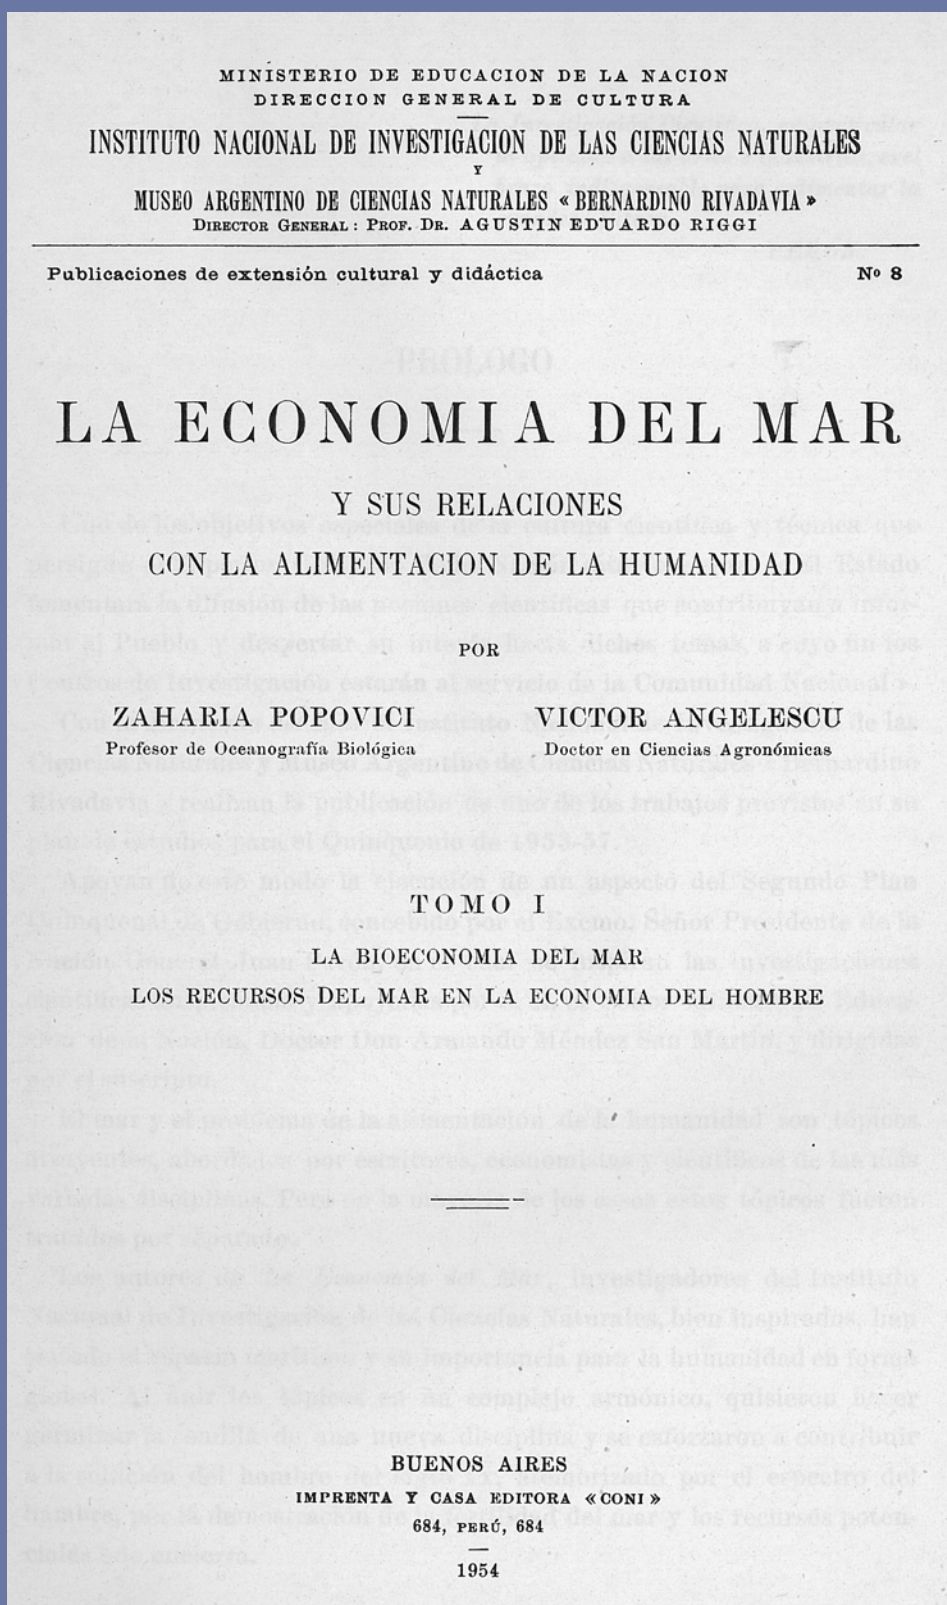 MINISTERIO DE EDUCACION DE LA NACION
DIRECCION GENERAL DE CULTURA
INSTITUTO NACIONAL DE INVESTIGACION DE LAS CIENCIAS NATURALES
Y
MUSEO ARGENTINO DE CIENCIAS NATURALES « BERNARDINO RIVADAVIA »
DIRECTOR GENERAL : PROF. DR. AGUSTIN EDUARDO RIGGI
Publicaciones de extensión cultural y didáctica Nº 8
PROLOGO
LA ECONOMIA DEL MAR
Y SUS RELACIONES
CON LA ALIMENTACION DE LA HUMANIDAD
POR
ZAHARIA POPOVICI VICTOR ANGELESCU
Profesor de Oceanografía Biológica Doctor en Ciencias Agronómicas
TOMO I
LA BIOECONOMIA DEL MAR
LOS RECURSOS DEL MAR EN LA ECONOMIA DEL HOMBRE
BUENOS AIRES
IMPRENTA Y CASA EDITORA « CONI »
684, PERÚ, 684
1954